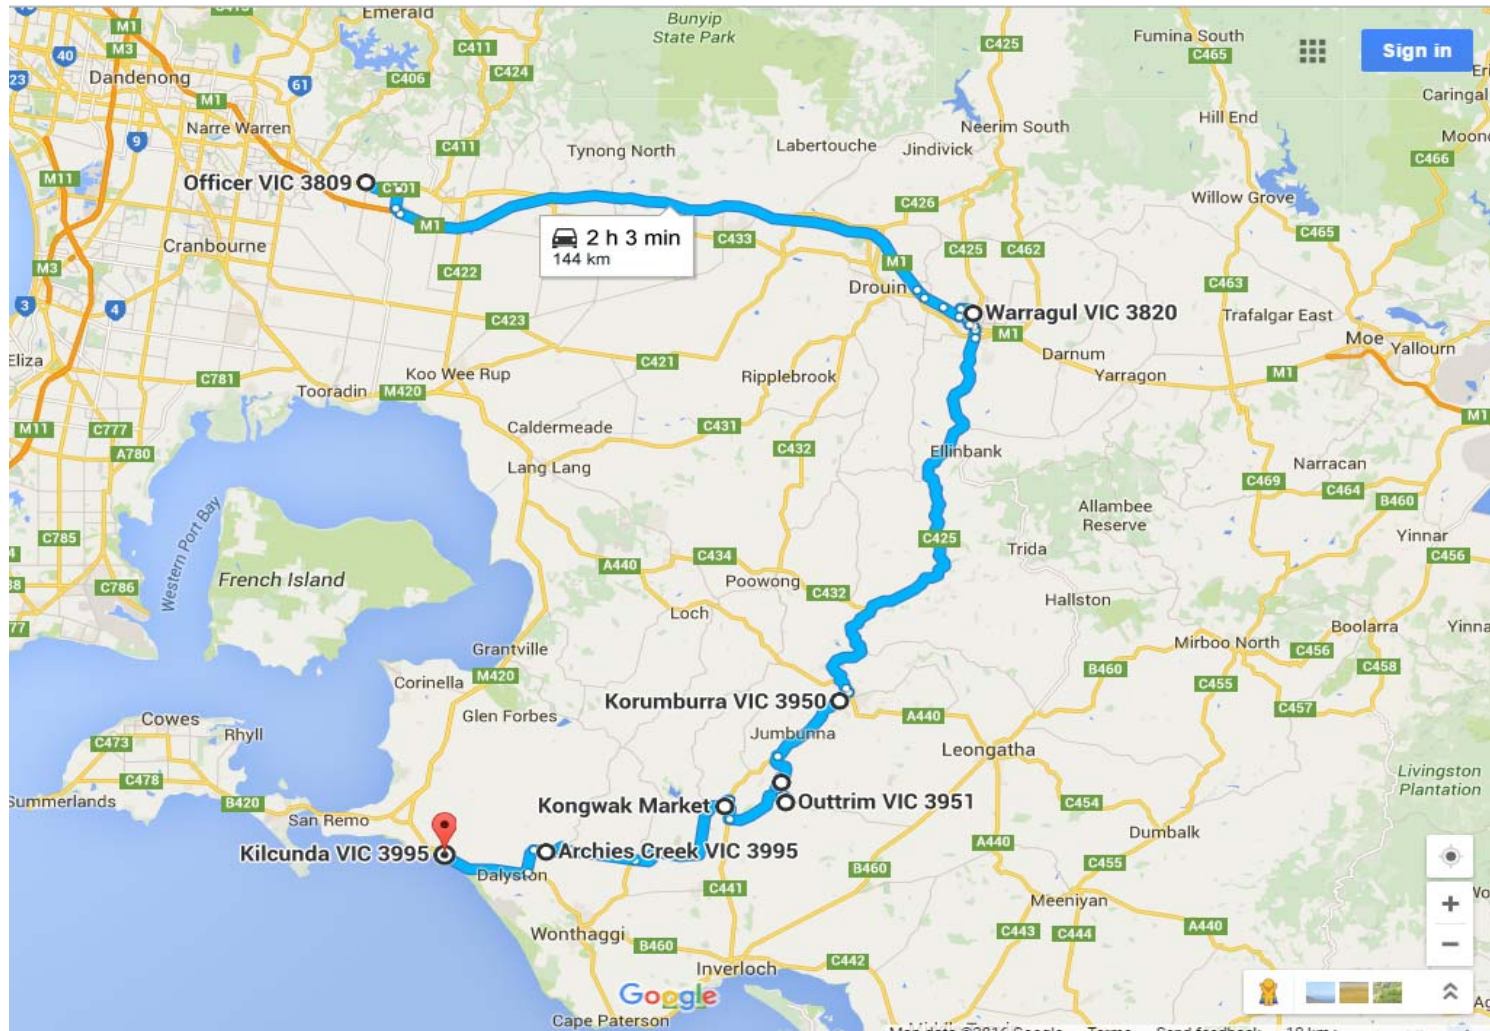 C413
Emerald
Bunyip
State Park
Fumina South
M1
M3
40
C411
C425
C465
Sign in
23
Dandenong
C406
C424
61
M1
Caringal
Hill End
9
Narre Warren
C411
Tynong North
Labertouche
Neerim South
Jindivick
C466
M11
Officer VIC 3809
C101
Willow Grove
M1
C426
2 h 3 min
144 km
C433
C425
C462
C465
Cranbourne
M3
C422
M1
Drouin
C463
3
4
Warragul VIC 3820
Trafalgar East
C423
M1
Darnum
Moe
Yallourn
Eliza
C421
C781
Koo Wee Rup
Ripplebrook
Yarragon
M1
Tooradin
M420
M11
C777
Caldermeade
C431
M1
A780
C432
Ellinbank
Lang Lang
Narracan
C469
C464
B460
Western Port Bay
Allambee
Reserve
C785
C425
Yinnar
C434
Trida
C456
French Island
A440
Poowong
C786
C432
Hallston
Loch
Boolarra
Mirboo North
Grantville
C456
B460
C458
Corinella
M420
C455
Korumburra VIC 3950
C457
Glen Forbes
A440
Cowes
Rhyll
Jumbunna
Leongatha
C473
C478
Livingston
Plantation
Summerlands
B420
Kongwak Market
Outtrim VIC 3951
C454
San Remo
Dumbalk
A440
Kilcunda VIC 3995
Archies Creek VIC 3995
C455
Dalyston
B460
C441
Meeniyan
Wonthaggi
A440
C443
C444
B460
C442
Inverloch
Google
Cape Paterson